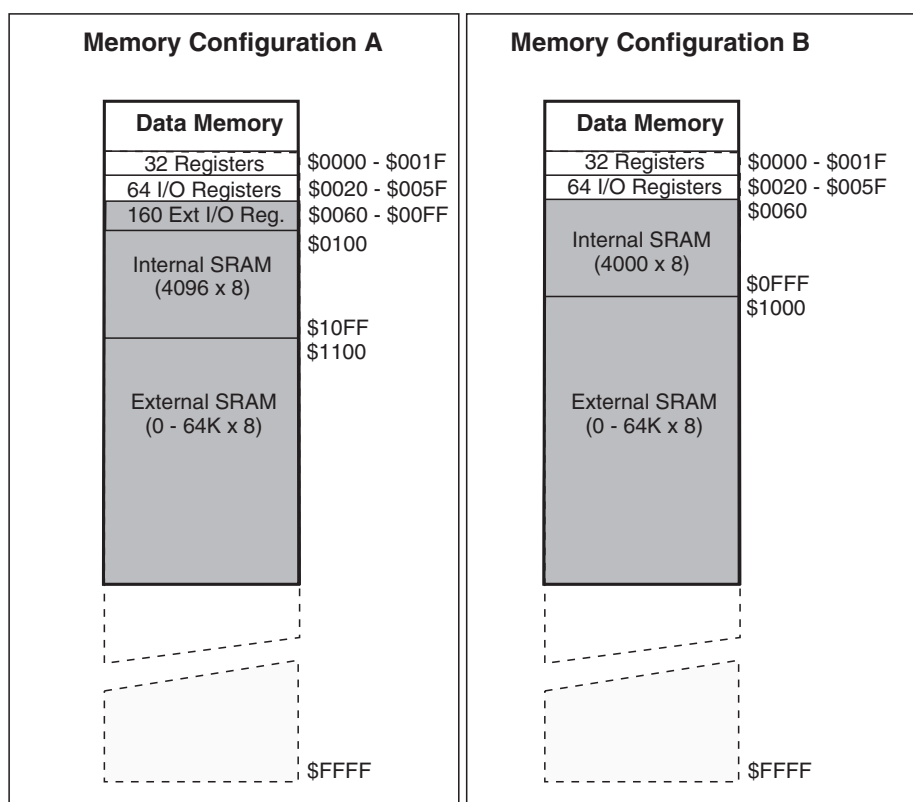 Memory Configuration A
Data Memory
32 Registers
$0000 - $001F
64 I/O Registers
$0020 - $005F
160 Ext I/O Reg.
$0060 - $00FF
$0100
Internal SRAM
(4096 x 8)
$10FF
$1100
External SRAM
(0 - 64K x 8)
$FFFF
Memory Configuration B
Data Memory
32 Registers
$0000 - $001F
64 I/O Registers
$0020 - $005F
$0060
Internal SRAM
(4000 x 8)
$0FFF
$1000
External SRAM
(0 - 64K x 8)
$FFFF